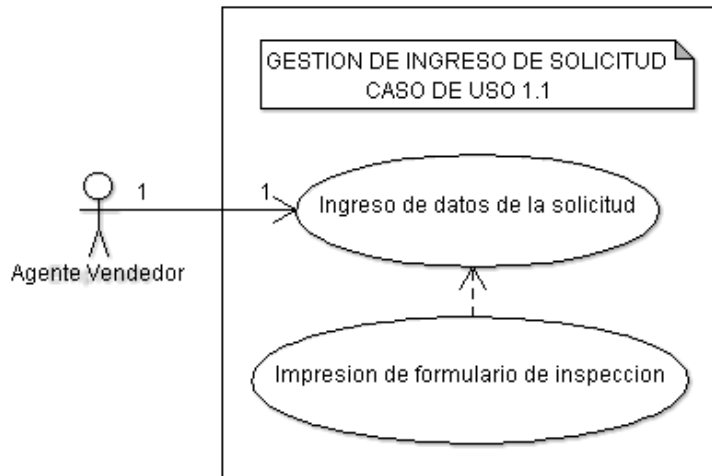 GESTION DE INGRESO DE SOLICITUD
CASO DE USO 1.1
1
1
Ingreso de datos de la solicitud
Agente Vendedor
Impresion de formulario de inspeccion